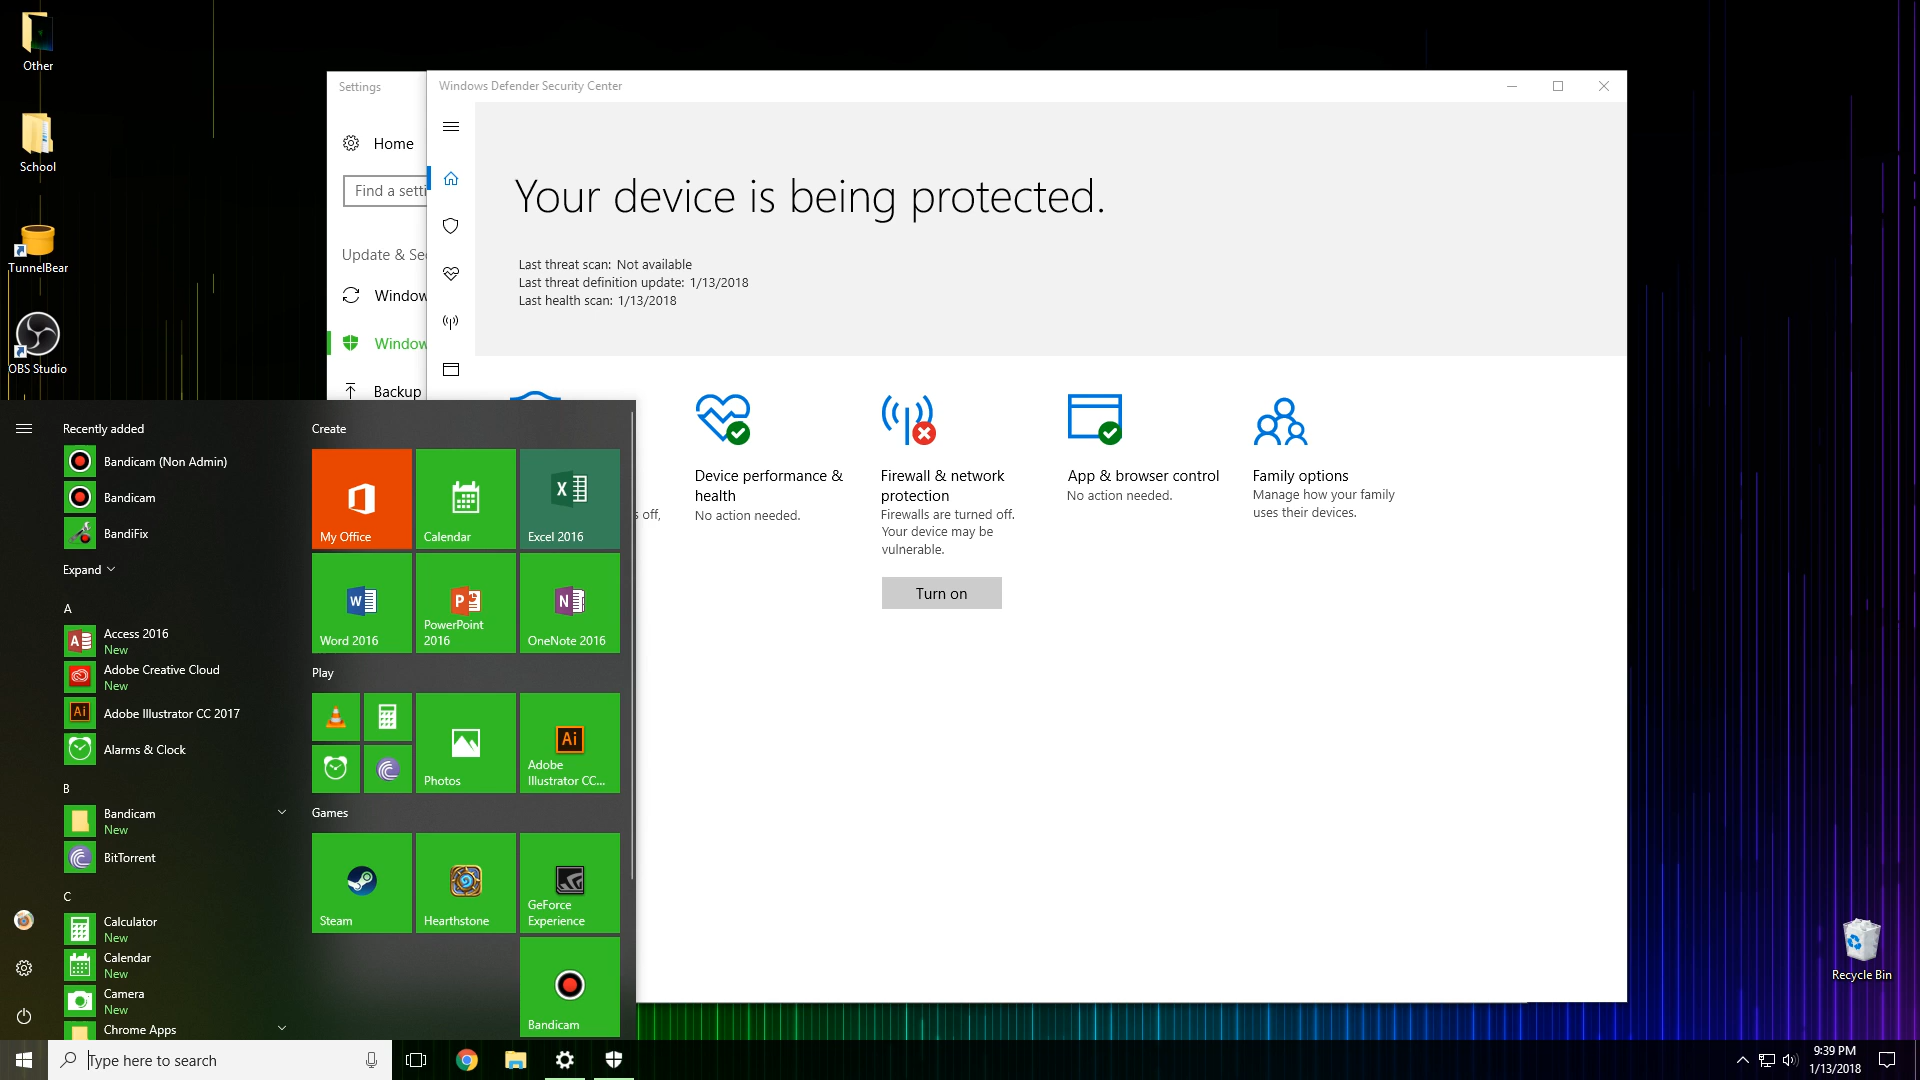 Other
School
TunnelBear
OBS Studio
Settings
Home
Find a setti
Update & Se
Window
Window
Backup
Windows Defender Security Center
Your device is being protected.
Last threat scan: Not available
Last threat definition update: 1/13/2018
Last health scan: 1/13/2018
s off,
Device performance &
health
No action needed.
Firewall & network
protection
Firewalls are turned off.
Your device may be
vulnerable.
Turn on
App & browser control
No action needed.
Family options
Manage how your family
uses their devices.
Recently added
Bandicam (Non Admin)
Bandicam
BandiFix
Expand
A
Access 2016
New
Adobe Creative Cloud
New
Adobe Illustrator CC 2017
Alarms & Clock
B
Bandicam
New
BitTorrent
C
Calculator
New
Calendar
New
Camera
New
Chrome Apps
Create
My Office
Calendar
Excel 2016
Word 2016
PowerPoint
2016
OneNote 2016
Play
Photos
Adobe
Illustrator CC...
Games
Steam
Hearthstone
GeForce
Experience
Bandicam
Recycle Bin
Type here to search
9:39 PM
1/13/2018